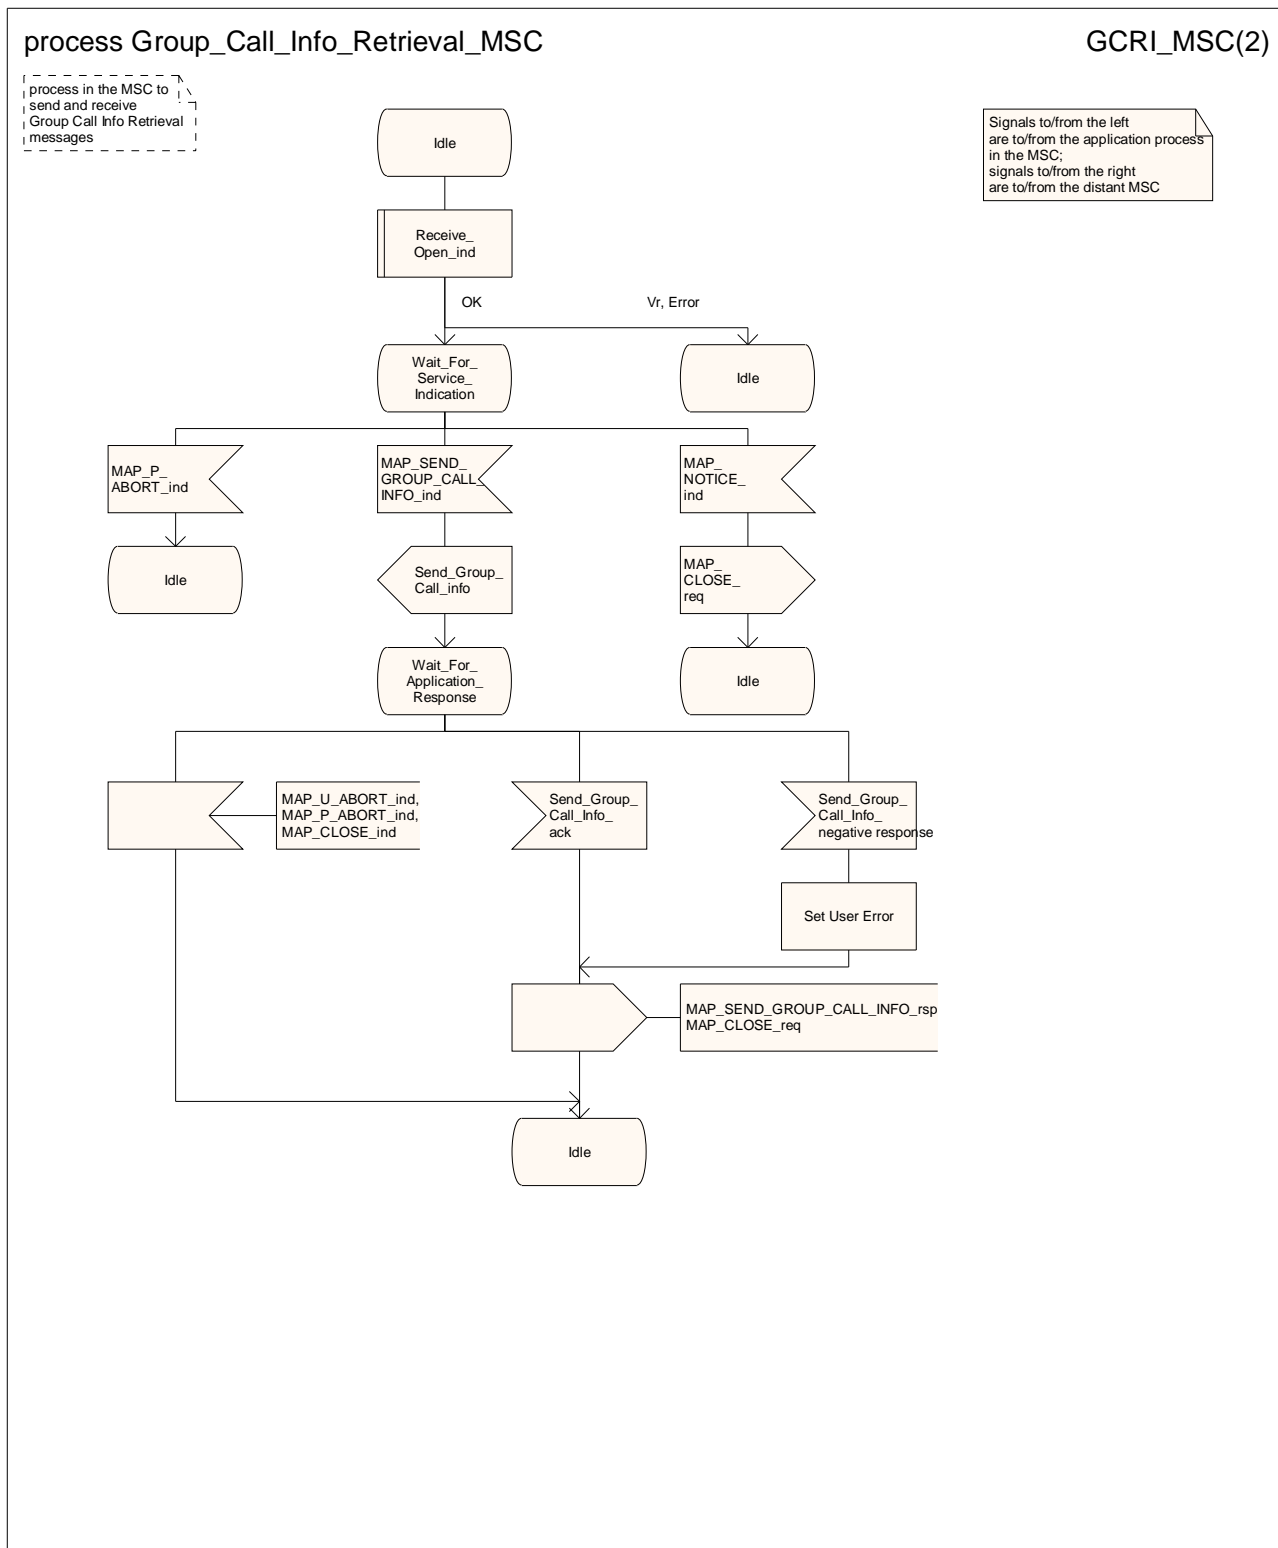 process Group_Call_Info_Retrieval_MSC
GCRI_MSC(2)
process in the MSC to
send and receive
Group Call Info Retrieval
messages
Signals to/from the left
are to/from the application process
in the MSC;
signals to/from the right
are to/from the distant MSC
Idle
Receive_
Open_ind
OK
Vr, Error
Wait_For_
Service_
Indication
Idle
MAP_P_
ABORT_ind
MAP_SEND_
GROUP_CALL_
INFO_ind
MAP_
NOTICE_
ind
Idle
Send_Group_
Call_info
MAP_
CLOSE_
req
Wait_For_
Application_
Response
Idle
MAP_U_ABORT_ind,
MAP_P_ABORT_ind,
MAP_CLOSE_ind
Send_Group_
Call_Info_
ack
Send_Group_
Call_Info_
negative response
Set User Error
MAP_SEND_GROUP_CALL_INFO_rsp
MAP_CLOSE_req
Idle